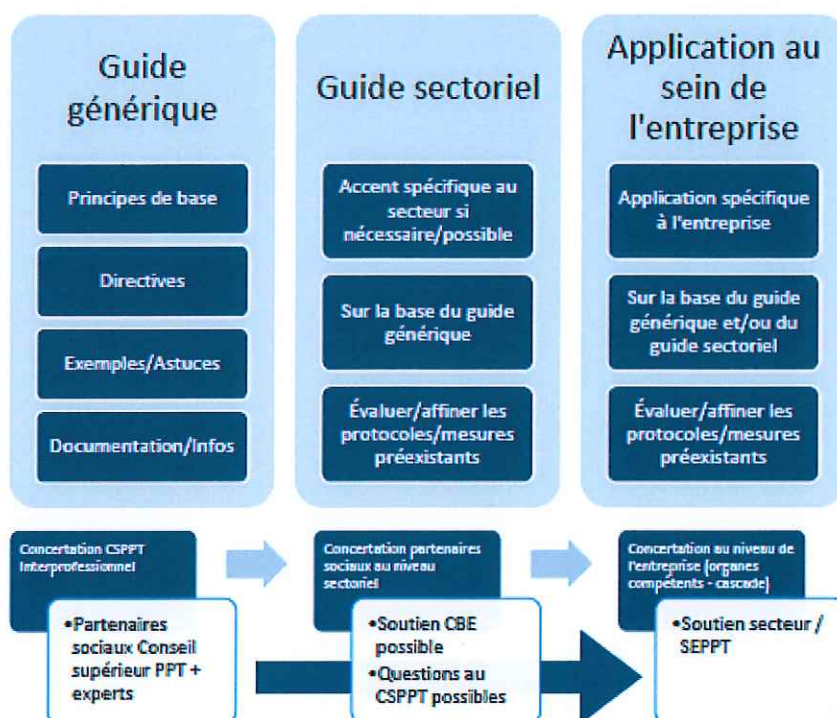 Guide
générique
Principes de base
Directives
Exemples/Astuces
Documentation/Infos
Guide sectoriel
Accent spécifique au
secteur si
nécessaire/possible
Sur la base du guide
générique
Évaluer/affiner les
protocoles/mesures
préexistants
Application au
sein de
l'entreprise
Application spécifique
à l'entreprise
Sur la base du guide
générique et/ou du
guide sectoriel
Évaluer/affiner les
protocoles/mesures
préexistants
Concertation CSPPT
Interprofessionnel
•Partenaires
sociaux Conseil
supérieur PPT +
experts
Concertation partenaires
sociaux au niveau
sectoriel
•Soutien CBE
possible
•Questions au
CSPPT possibles
Concertation au niveau de
l'entreprise (organes
compétents - cascade)
•Soutien secteur /
SEPPT